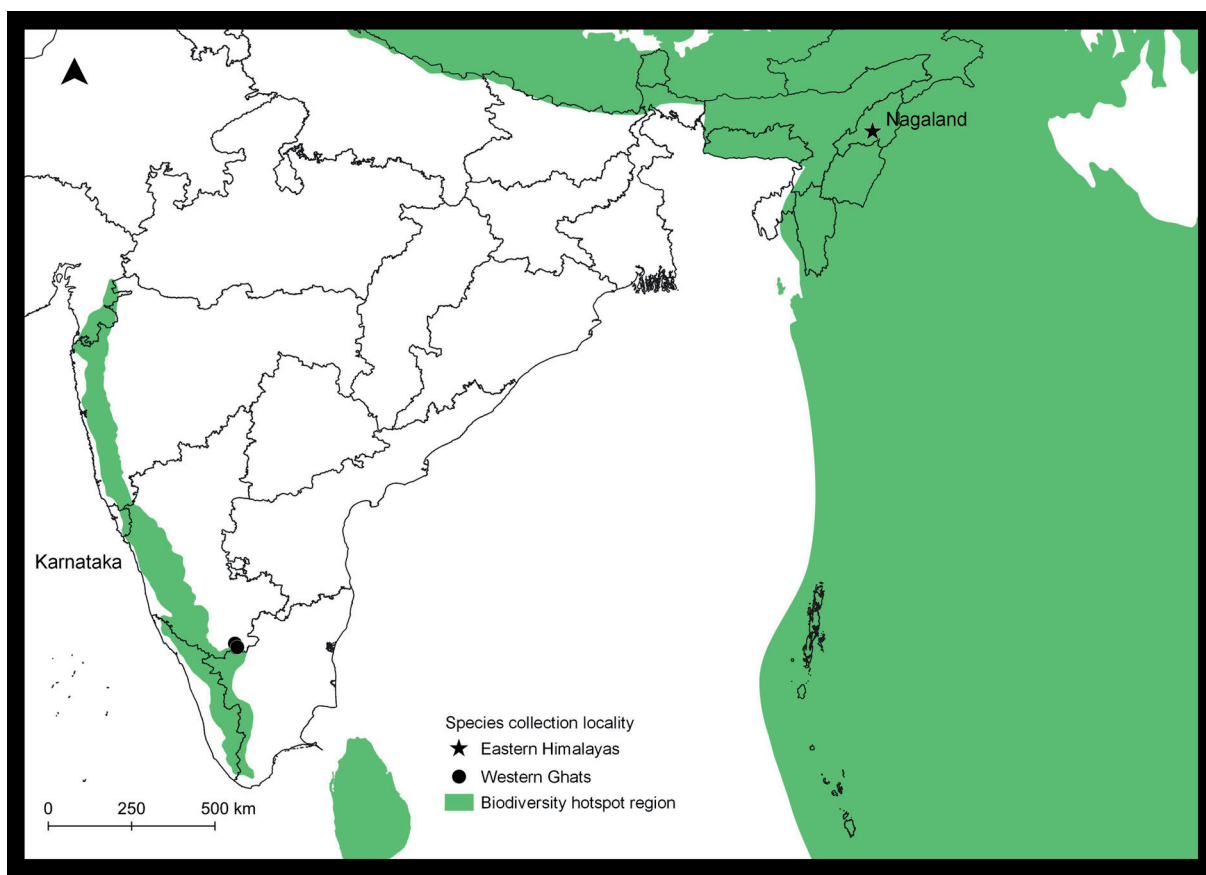 Nagaland
Karnataka
Species collection locality
Eastern Himalayas
Western Ghats
Biodiversity hotspot region
0 250 500 km